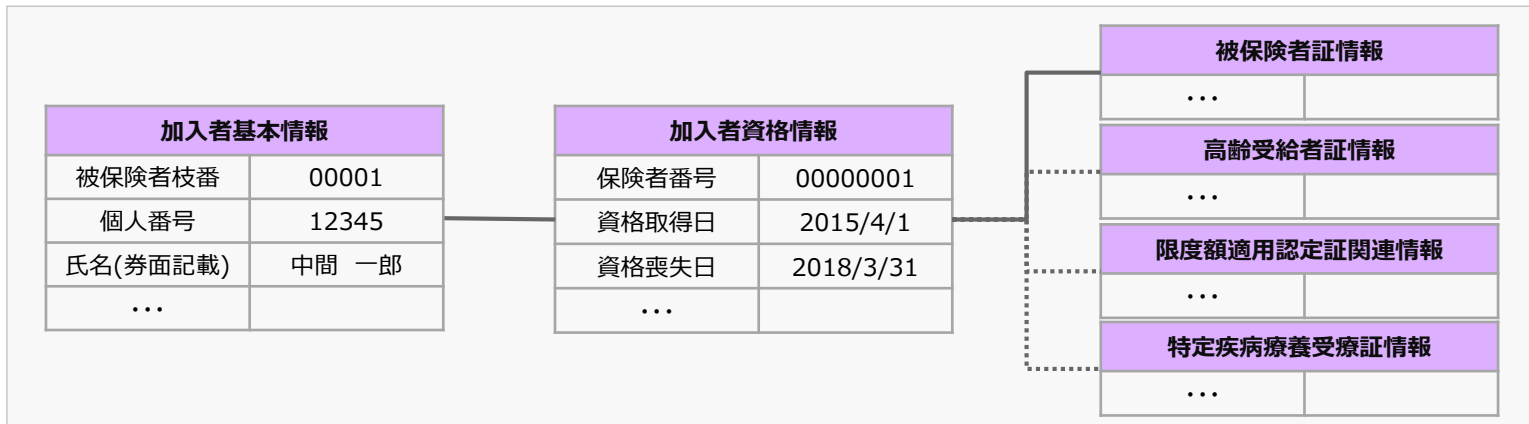 加入者基本情報
被保険者枝番 00001
個人番号 12345
氏名(券面記載) 中間 一郎
・・・
加入者資格情報
保険者番号 00000001
資格取得日 2015/4/1
資格喪失日 2018/3/31
・・・
被保険者証情報
・・・
高齢受給者証情報
・・・
限度額適用認定証関連情報
・・・
特定疾病療養受療証情報
・・・